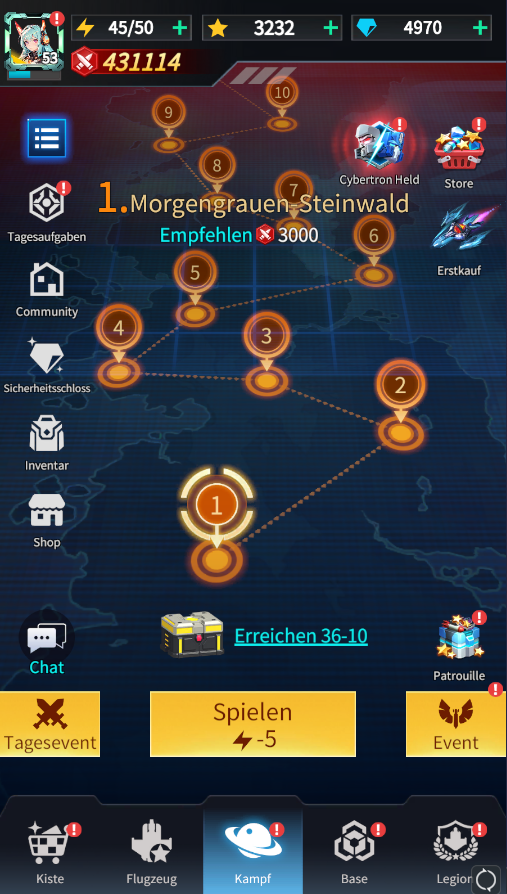 45/50
3232
4970
53
431114
10
9
8
7
Cybertron Held
Store
1.Morgengrauen-Steinwald
Tagesaufgaben
Empfehlen 3000
6
Erstkauf
5
Community
4
3
Sicherheitsschloss
2
Inventar
1
Shop
Erreichen 36-10
Chat
Patrouille
Spielen
-5
Tagesevent
Event
Kiste
Flugzeug
Kampf
Base
Legion